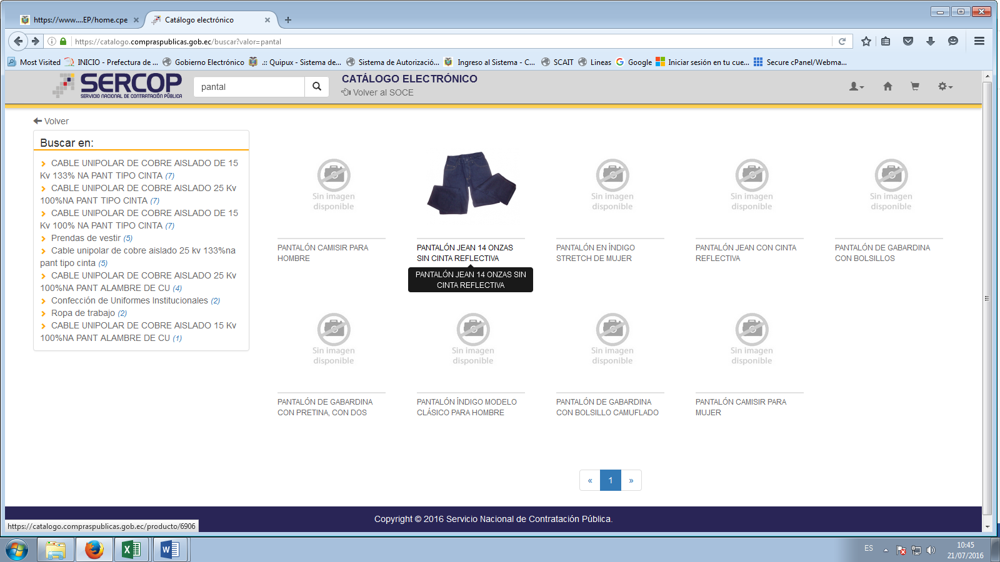 https://www....EP/home.cpe
Catálogo electrónico
https://catalogo.compraspublicas.gob.ec/buscar?valor=pantal
Most Visited
INICIO - Prefectura de ...
Gobierno Electrónico
.:: Quipux - Sistema de...
Sistema de Autorizació...
Ingreso al Sistema - C...
SCAIT
Lineas
Google
Iniciar sesión en tu cue...
Secure cPanel/Webma...
SERCOP
SERVICIO NACIONAL DE CONTRATACIÓN PÚBLICA
pantal
CATÁLOGO ELECTRÓNICO
Volver al SOCE
Volver
Buscar en:
CABLE UNIPOLAR DE COBRE AISLADO DE 15
Kv 133% NA PANT TIPO CINTA (7)
CABLE UNIPOLAR DE COBRE AISLADO 25 Kv
100%NA PANT TIPO CINTA (7)
CABLE UNIPOLAR DE COBRE AISLADO DE 15
Kv 100% NA PANT TIPO CINTA (7)
Prendas de vestir (5)
Cable unipolar de cobre aislado 25 kv 133%na
pant tipo cinta (5)
CABLE UNIPOLAR DE COBRE AISLADO 25 Kv
100%NA PANT ALAMBRE DE CU (4)
Confección de Uniformes Institucionales (2)
Ropa de trabajo (2)
CABLE UNIPOLAR DE COBRE AISLADO 15 Kv
100%NA PANT ALAMBRE DE CU (1)
Sin imagen
disponible
PANTALÓN CAMISIR PARA
HOMBRE
PANTALÓN JEAN 14 ONZAS
SIN CINTA REFLECTIVA
PANTALÓN JEAN 14 ONZAS SIN
CINTA REFLECTIVA
Sin imagen
disponible
PANTALÓN EN ÍNDIGO
STRETCH DE MUJER
Sin imagen
disponible
PANTALÓN JEAN CON CINTA
REFLECTIVA
Sin imagen
disponible
PANTALÓN DE GABARDINA
CON BOLSILLOS
Sin imagen
disponible
PANTALÓN DE GABARDINA
CON PRETINA, CON DOS
Sin imagen
disponible
PANTALÓN ÍNDIGO MODELO
CLÁSICO PARA HOMBRE
Sin imagen
disponible
PANTALÓN DE GABARDINA
CON BOLSILLO CAMUFLADO
Sin imagen
disponible
PANTALÓN CAMISIR PARA
MUJER
« 1 »
Copyright © 2016 Servicio Nacional de Contratación Pública.
https://catalogo.compraspublicas.gob.ec/producto/6906
ES
10:45
21/07/2016